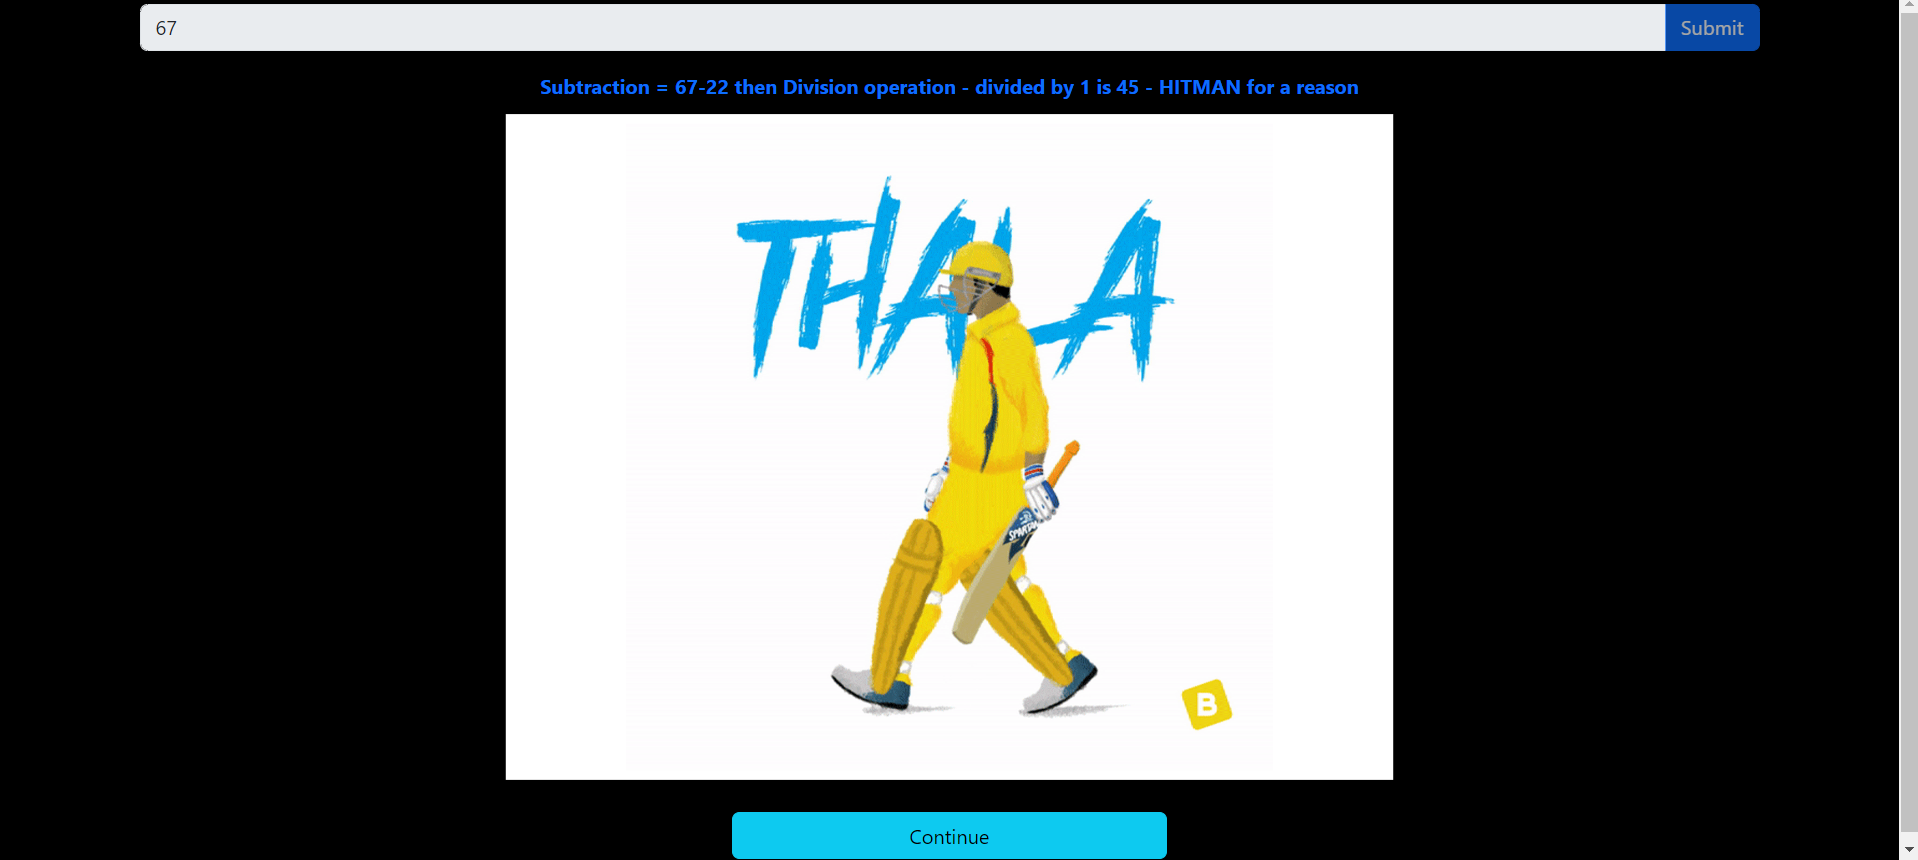 67
Submit
Subtraction = 67-22 then Division operation - divided by 1 is 45 - HITMAN for a reason
THALA
SPARTAN
B
Continue